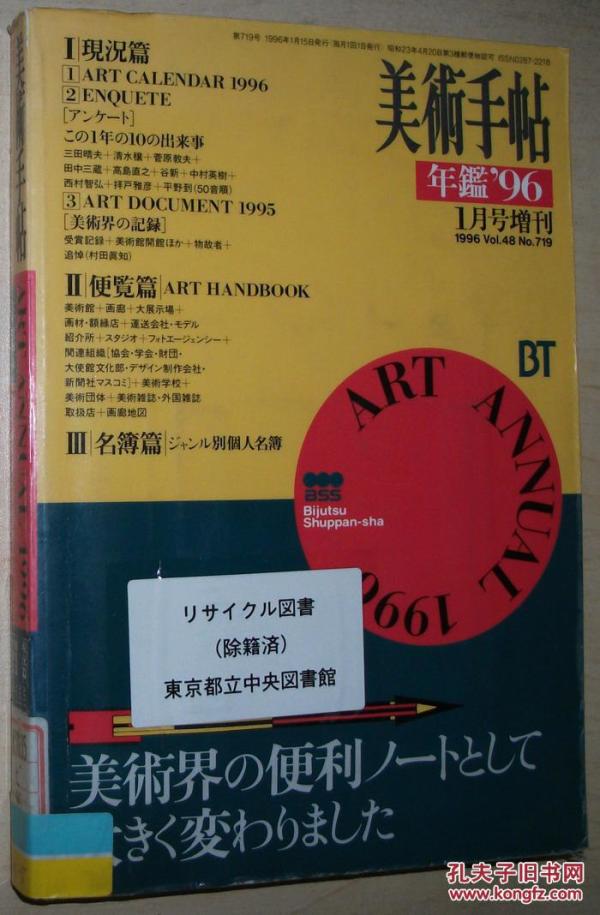 第719号 1996年1月15日発行(毎月1回1日発行) 昭和23年4月20日第3種郵便物認可 ISSN0287-2218
I 現況篇
1 ART CALENDAR 1996
2 ENQUETE
[アンケート]
この1年の10の出来事
三田晴夫+清水穣+菅原教夫+
田中三蔵+高島直之+谷新+中村英樹+
西村智弘+拝戸雅彦+平野到(50音順)
3 ART DOCUMENT 1995
[美術界の記録]
受賞記録+美術館開館ほか+物故者+
追悼(村田眞知)
II 便覧篇 ART HANDBOOK
美術館+画廊+大展示場+
画材・額縁店+運送会社・モデル
紹介所+スタジオ+フォトエージェンシー+
関連組織[協会・学会・財団・
大使館文化部・デザイン制作会社・
新聞社マスコミ]+美術学校+
美術団体+美術雑誌・外国雑誌
取扱店+画廊地図
III 名簿篇 ジャンル別個人名簿
美術手帖
年鑑'96
1月号増刊
1996 Vol.48 No.719
BT
ART ANNUAL 1996
BSS
Bijutsu
Shuppan-sha
リサイクル図書
(除籍済)
東京都立中央図書館
美術界の便利ノートとして
大きく変わりました
美術手帖
孔夫子旧书网
www.kongfz.com